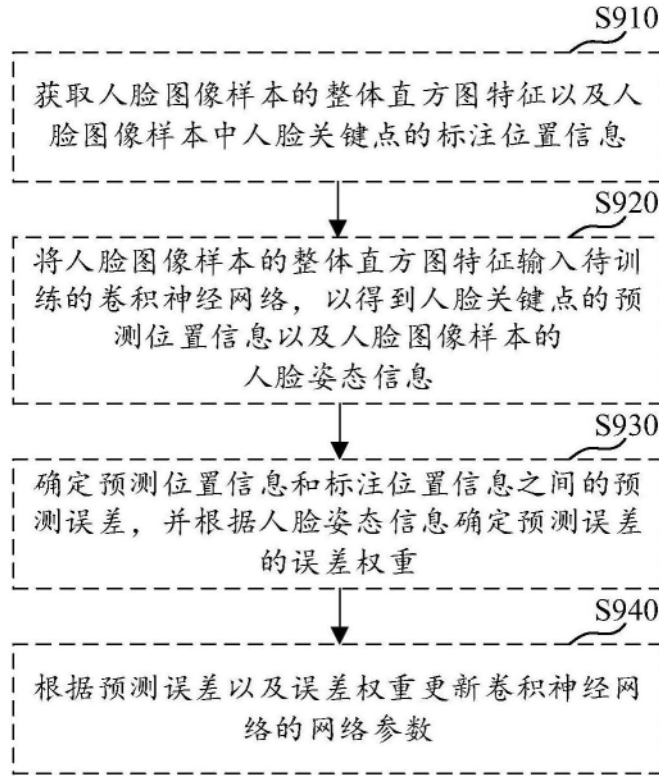 S910
获取人脸图像样本的整体直方图特征以及人
脸图像样本中人脸关键点的标注位置信息
S920
将人脸图像样本的整体直方图特征输入待训
练的卷积神经网络，以得到人脸关键点的预
测位置信息以及人脸图像样本的
人脸姿态信息
S930
确定预测位置信息和标注位置信息之间的预
测误差，并根据人脸姿态信息确定预测误差
的误差权重
S940
根据预测误差以及误差权重更新卷积神经网
络的网络参数